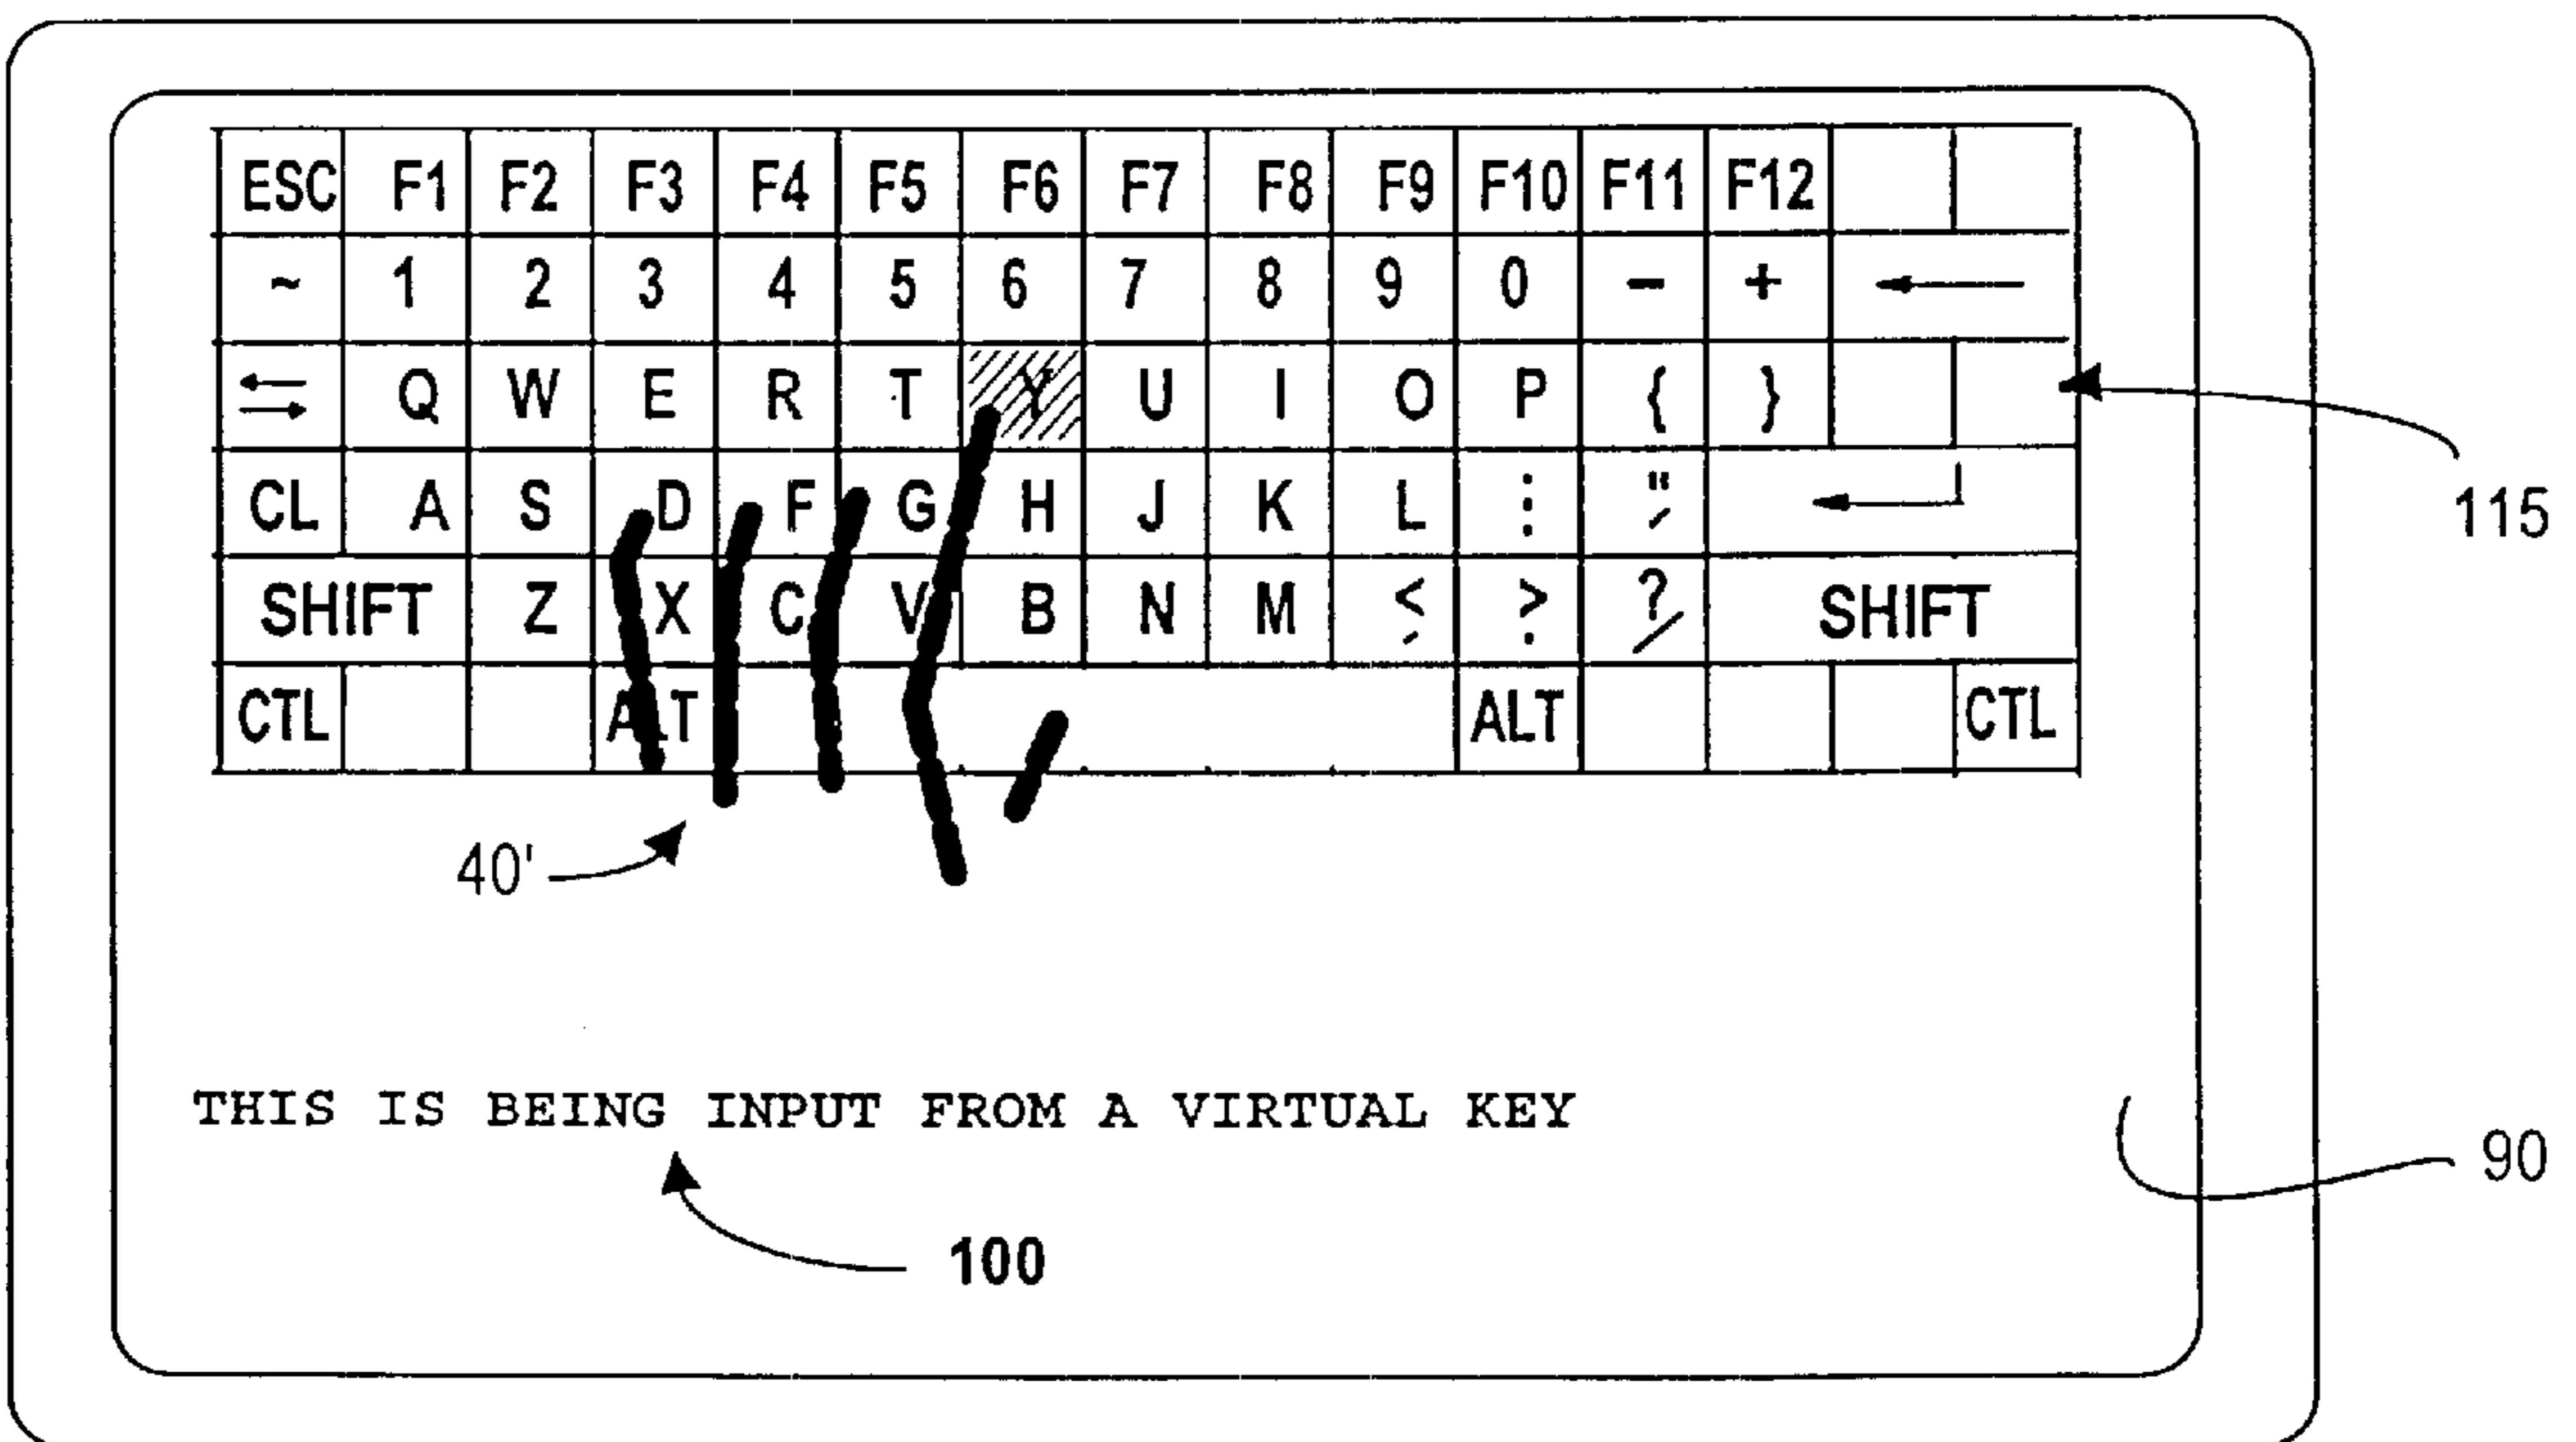 ESC F1 F2 F3 F4 F5 F6 F7 F8 F9 F10 F11 F12
~ 1 2 3 4 5 6 7 8 9 0 - + ←
⇆ Q W E R T Y U I O P { }
CL A S D F G H J K L : " ↵
115
SHIFT Z X C V B N M < > ? SHIFT
CTL ALT ALT CTL
40'
THIS IS BEING INPUT FROM A VIRTUAL KEY
90
100